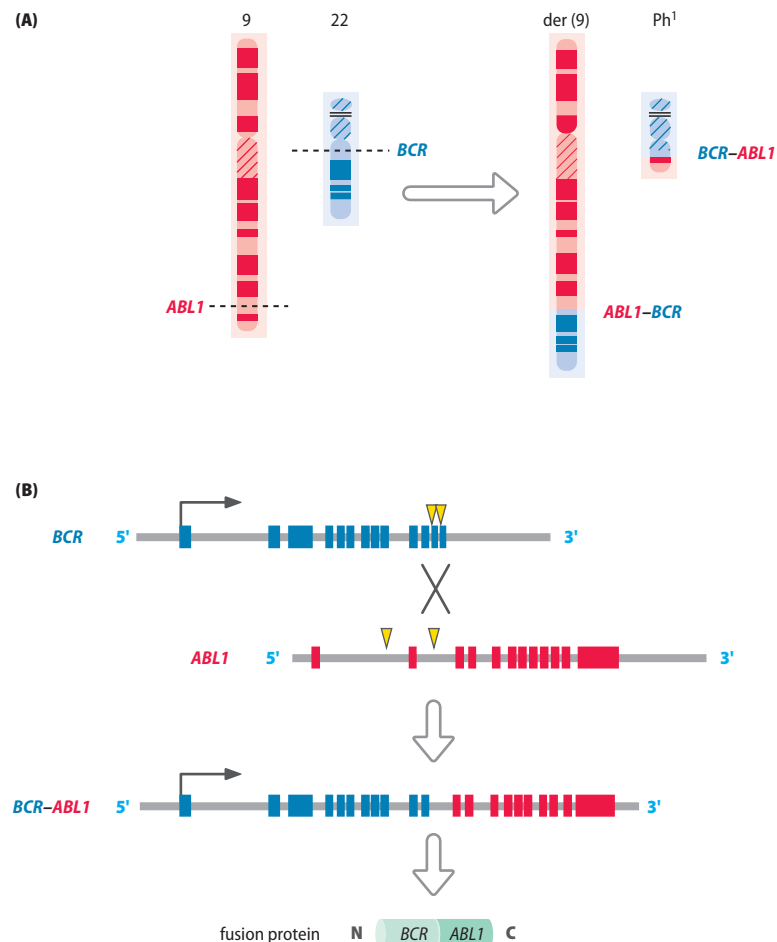 (A)
9 22 der (9) Ph¹
BCR
BCR–ABL1
ABL1
ABL1–BCR
(B)
BCR 5' 3'
ABL1 5' 3'
BCR–ABL1 5' 3'
fusion protein N BCR ABL1 C